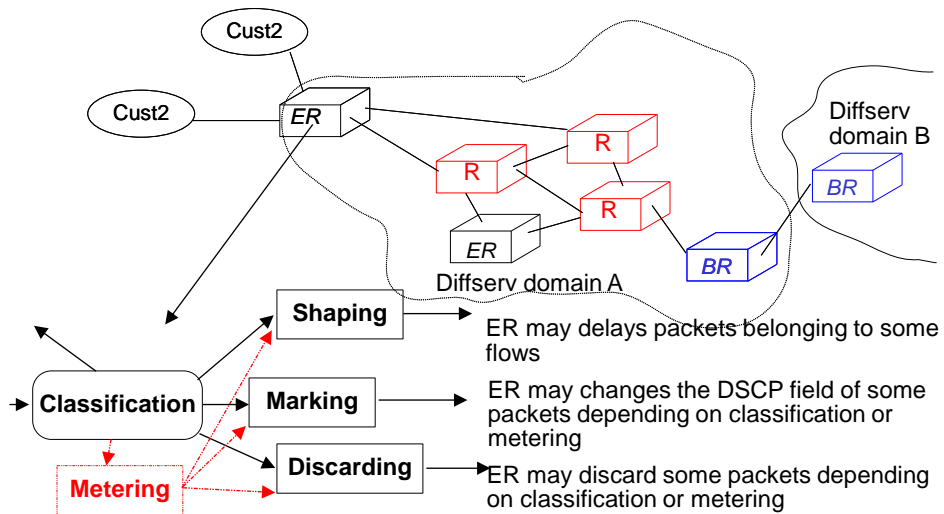 Cust2
Cust2
ER
R
R
R
ER
BR
BR
Diffserv
domain B
Diffserv domain A
Shaping
ER may delays packets belonging to some
flows
Classification
Marking
ER may changes the DSCP field of some
packets depending on classification or
metering
Metering
Discarding
ER may discard some packets depending
on classification or metering